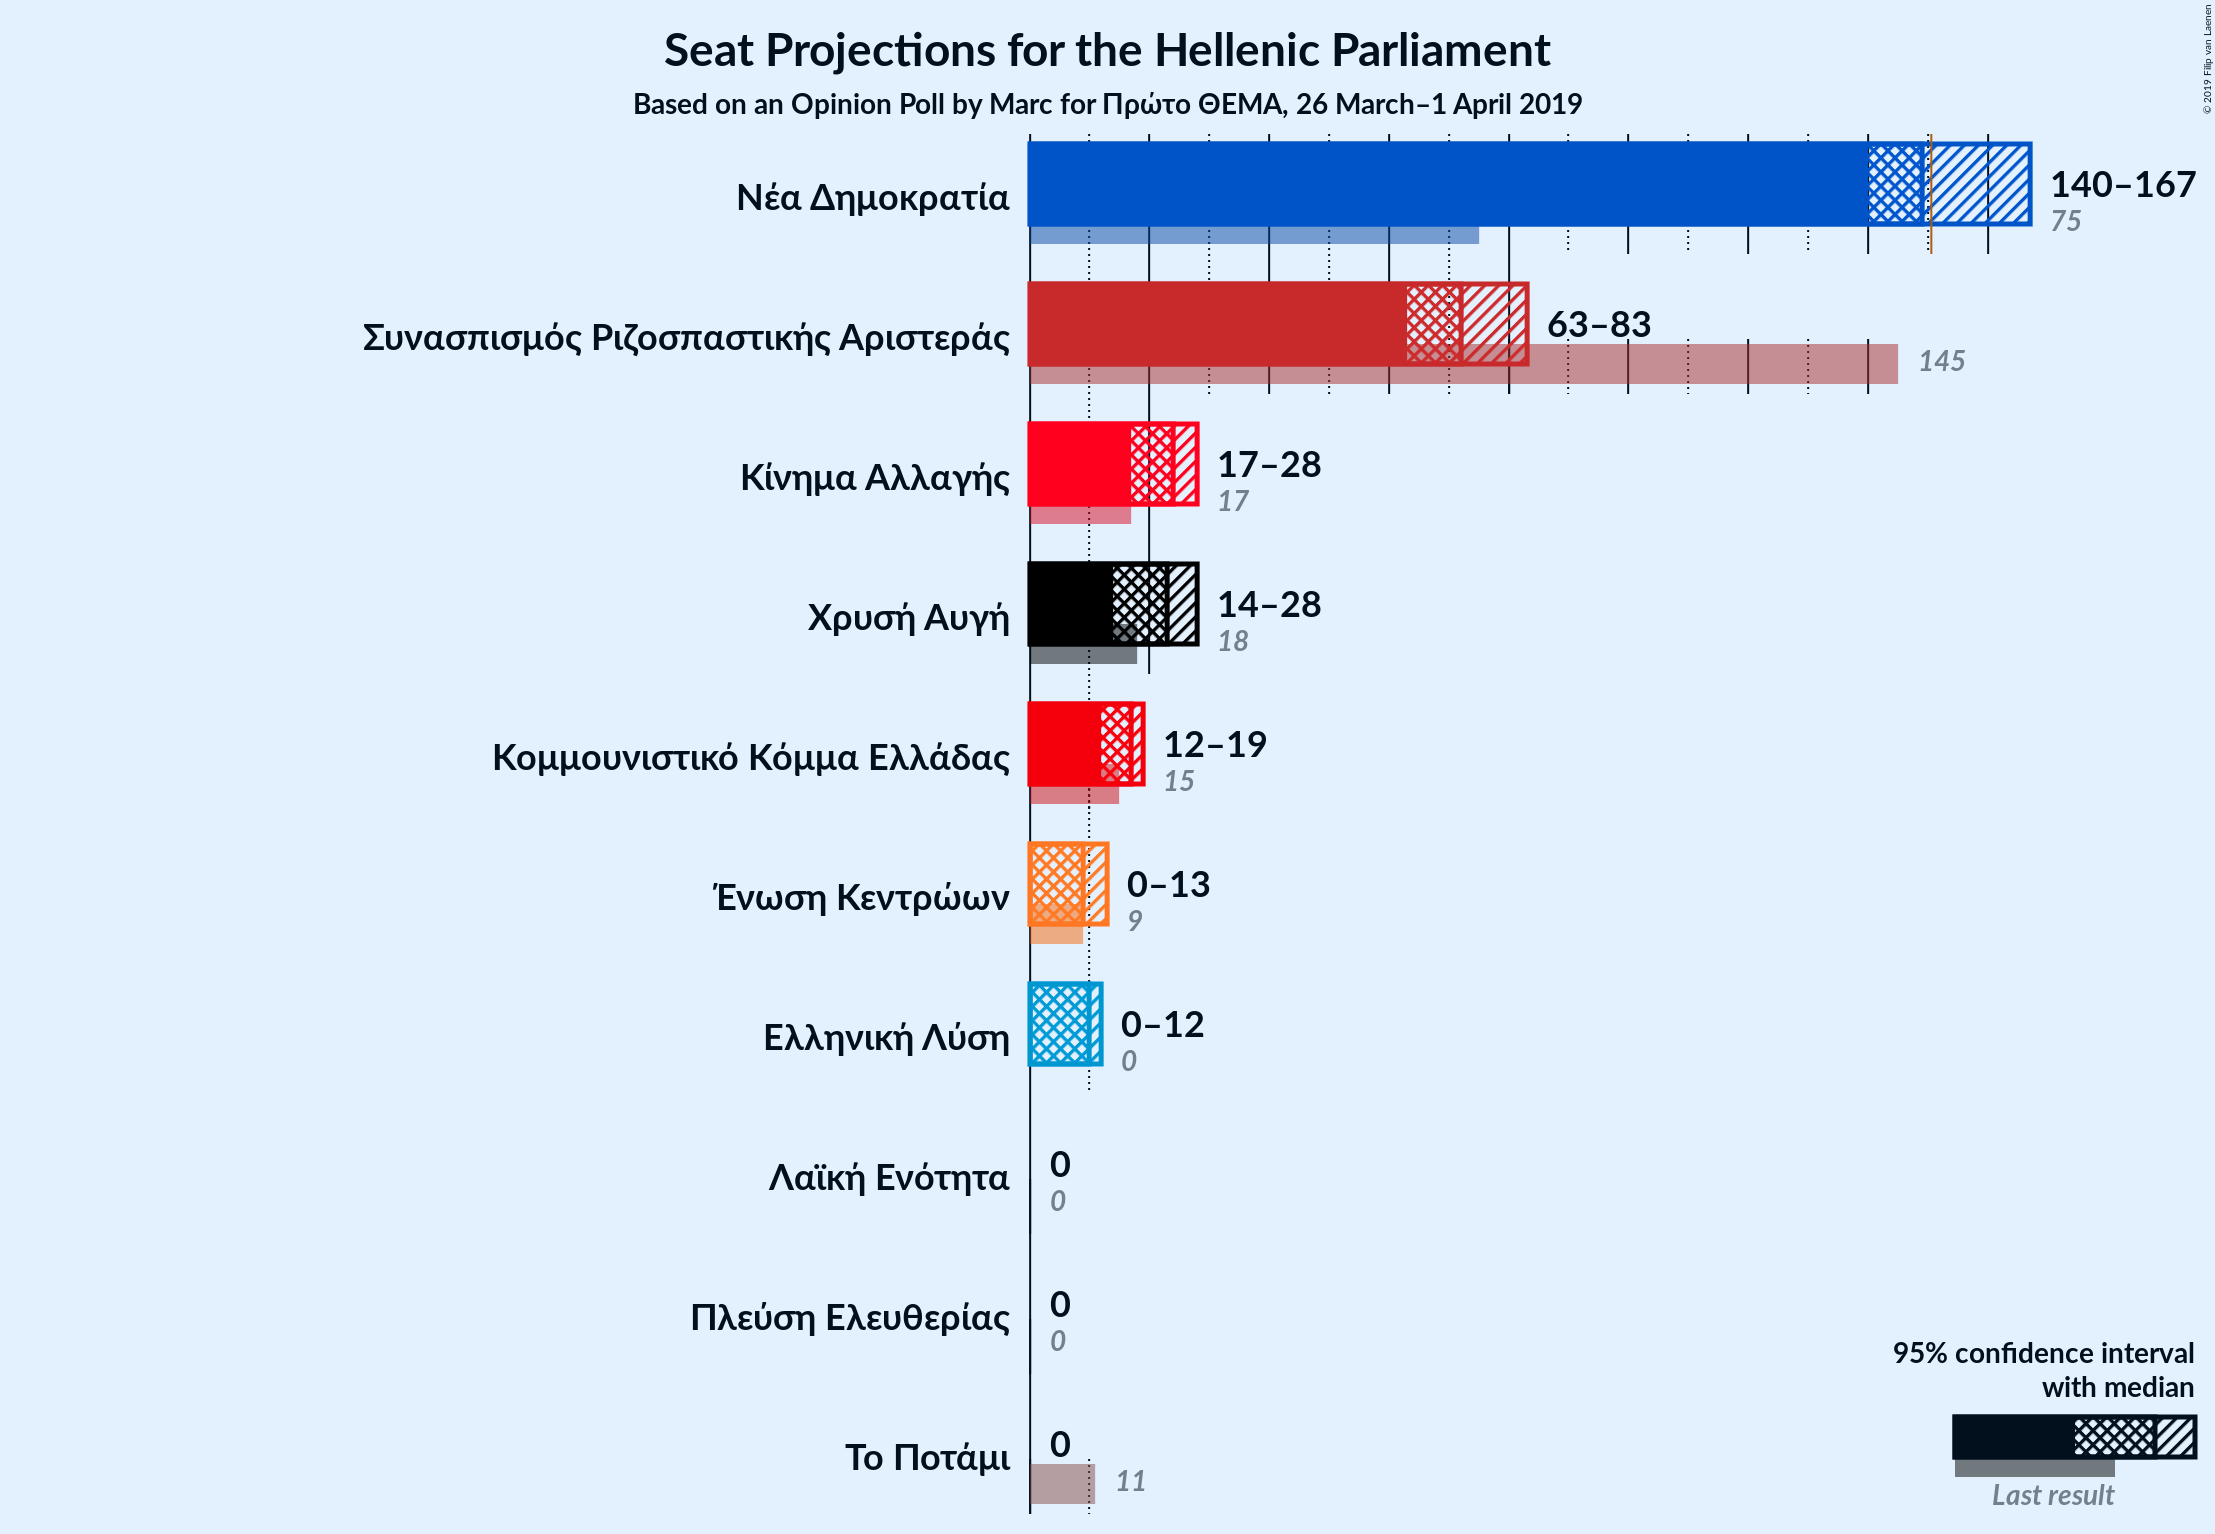 Seat Projections for the Hellenic Parliament
Based on an Opinion Poll by Marc for Πρώτο ΘΕΜΑ, 26 March–1 April 2019
© 2019 Filip van Laenen
Νέα Δημοκρατία
140–167
75
Συνασπισμός Ριζοσπαστικής Αριστεράς
63–83
145
Κίνημα Αλλαγής
17–28
17
Χρυσή Αυγή
14–28
18
Κομμουνιστικό Κόμμα Ελλάδας
12–19
15
Ένωση Κεντρώων
0–13
9
Ελληνική Λύση
0–12
0
Λαϊκή Ενότητα
0
0
Πλεύση Ελευθερίας
0
0
Το Ποτάμι
0
11
95% confidence interval
with median
Last result